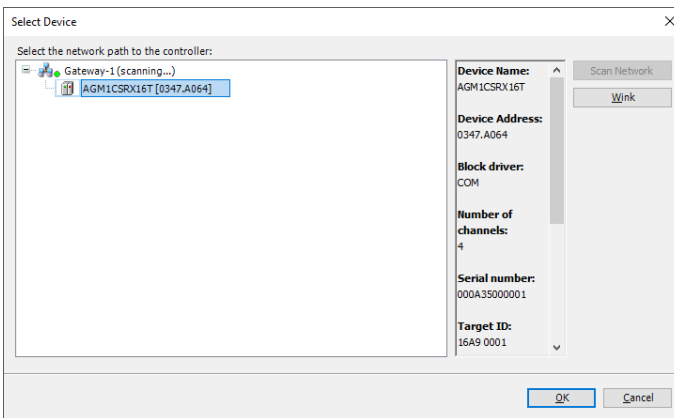 Select Device
Select the network path to the controller:
Gateway-1 (scanning...)
AGM1CSRX16T [0347.A064]
Device Name:
AGM1CSRX16T
Device Address:
0347.A064
Block driver:
COM
Number of
channels:
4
Serial number:
000A35000001
Target ID:
16A9 0001
Scan Network
Wink
OK
Cancel